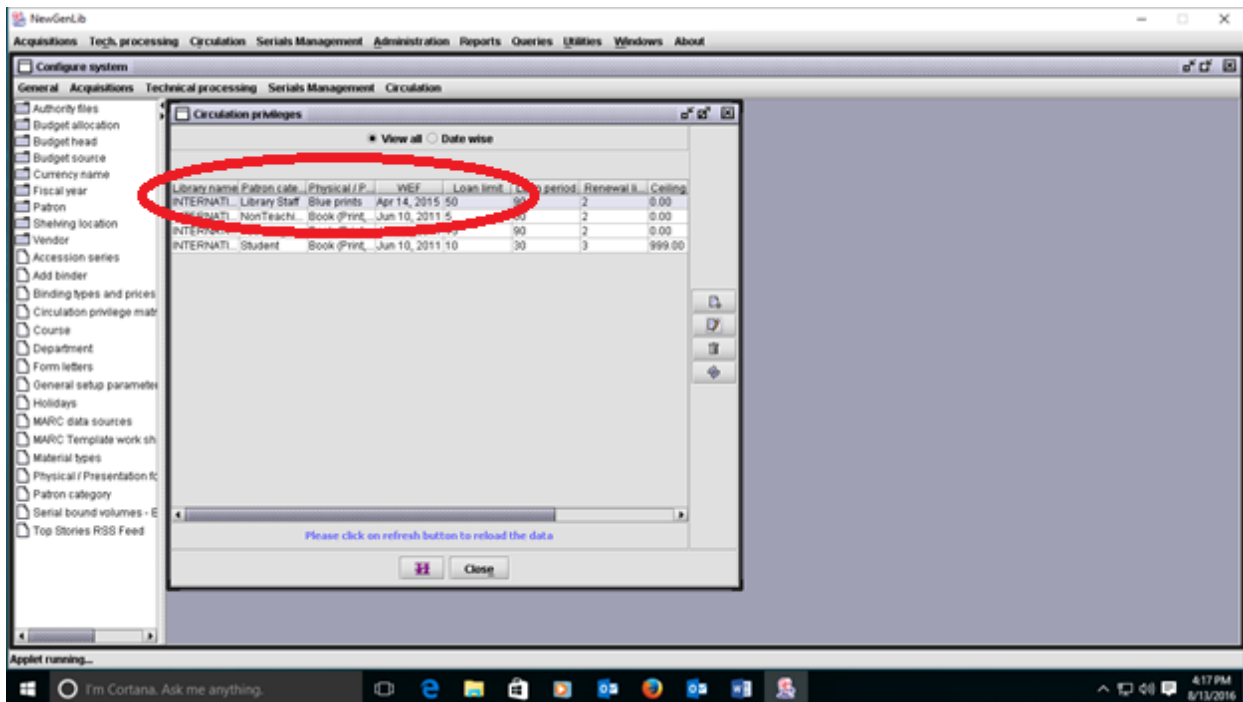 NewGenLib
Acquisitions Tech. processing Circulation Serials Management Administration Reports Queries Utilities Windows About
Configure system
General Acquisitions Technical processing Serials Management Circulation
Authority files
Budget allocation
Budget head
Budget source
Currency name
Fiscal year
Patron
Shelving location
Vendor
Accession series
Add binder
Binding types and prices
Circulation privilege matr
Course
Department
Form letters
General setup parameter
Holidays
MARC data sources
MARC Template work sh
Material types
Physical / Presentation fo
Patron category
Serial bound volumes - E
Top Stories RSS Feed
Circulation privileges
View all Date wise
Library name Patron cate... Physical / P... WEF Loan limit period Renewal li... Ceiling
INTERNATI... Library Staff Blue prints Apr 14, 2015 50 90 2 0.00
INTERNATI... NonTeachi... Book (Print,... Jun 10, 2011 5 2 0.00
INTERNATI... 90 2 0.00
INTERNATI... Student Book (Print,... Jun 10, 2011 10 30 3 999.00
Please click on refresh button to reload the data
Close
Applet running...
I'm Cortana. Ask me anything.
4:17 PM
8/13/2016